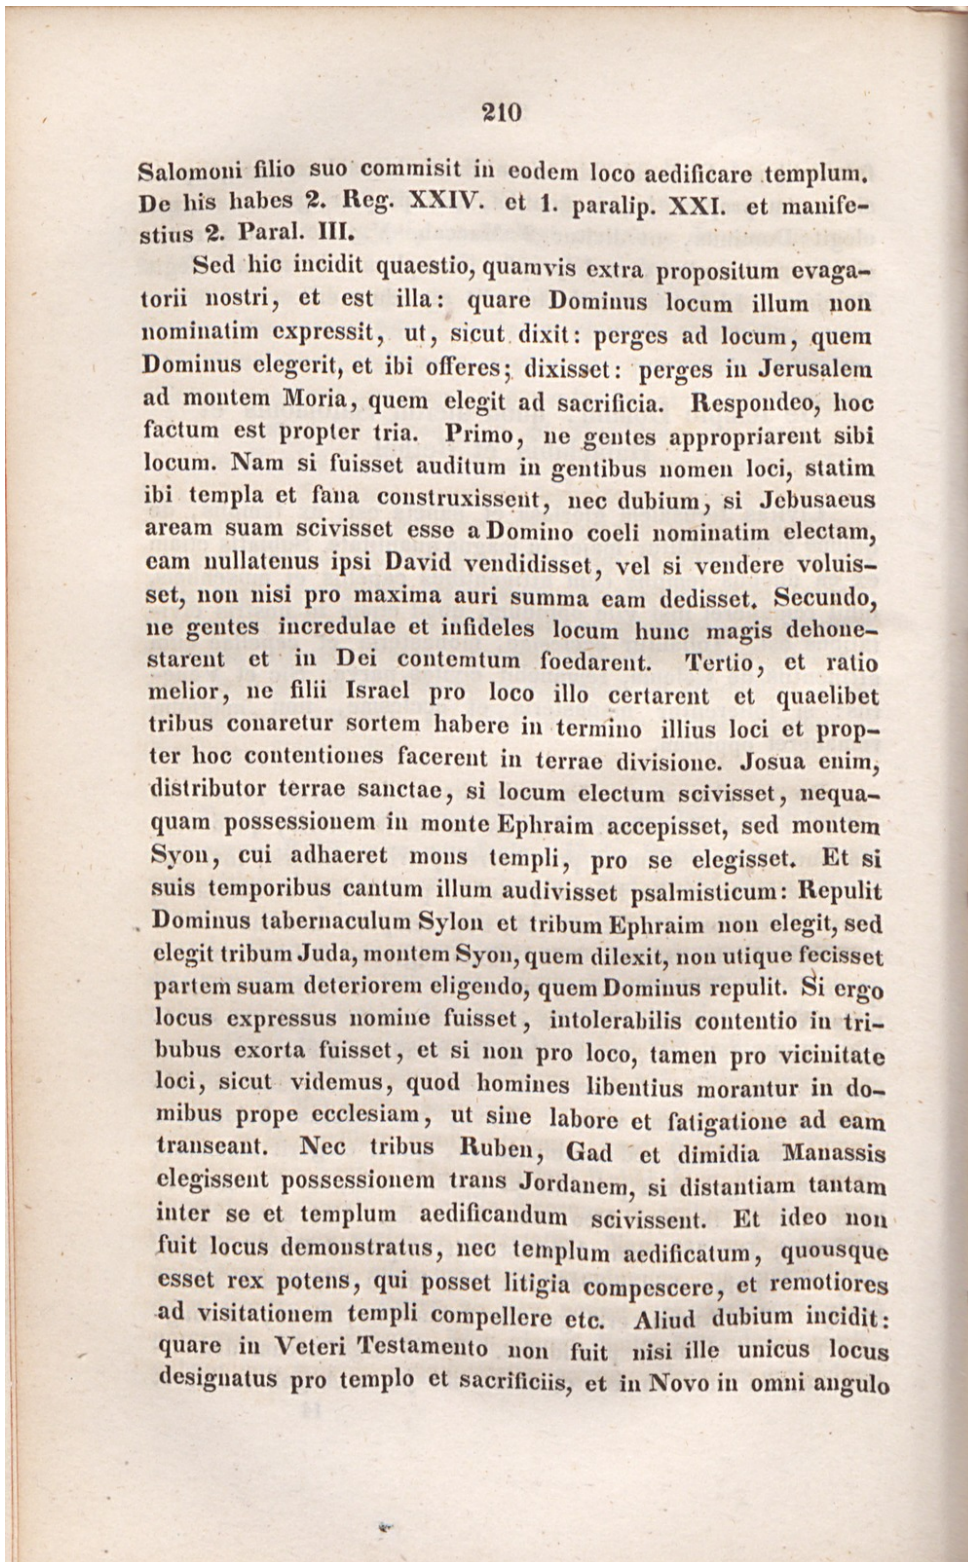 210
Salomoni filio suo commisit in eodem loco aedificare templum.
De his habes 2. Reg. XXIV. et 1. paralip. XXI. et manife-
stius 2. Paral. III.
Sed hic incidit quaestio, quamvis extra propositum evaga-
torii nostri, et est illa: quare Dominus locum illum non
nominatim expressit, ut, sicut dixit: perges ad locum, quem
Dominus elegerit, et ibi offeres; dixisset: perges in Jerusalem
ad montem Moria, quem elegit ad sacrificia. Respondeo, hoc
factum est propter tria. Primo, ne gentes appropriarent sibi
locum. Nam si fuisset auditum in gentibus nomen loci, statim
ibi templa et fana construxissent, nec dubium, si Jebusaeus
aream suam scivisset esse a Domino coeli nominatim electam,
eam nullatenus ipsi David vendidisset, vel si vendere voluis-
set, non nisi pro maxima auri summa eam dedisset. Secundo,
ne gentes incredulae et infideles locum hunc magis dehone-
starent et in Dei contemtum foedarent. Tertio, et ratio
melior, ne filii Israel pro loco illo certarent et quaelibet
tribus conaretur sortem habere in termino illius loci et prop-
ter hoc contentiones facerent in terrae divisione. Josua enim,
distributor terrae sanctae, si locum electum scivisset, nequa-
quam possessionem in monte Ephraim accepisset, sed montem
Syon, cui adhaeret mons templi, pro se elegisset. Et si
suis temporibus cantum illum audivisset psalmisticum: Repulit
Dominus tabernaculum Sylon et tribum Ephraim non elegit, sed
elegit tribum Juda, montem Syon, quem dilexit, non utique fecisset
partem suam deteriorem eligendo, quem Dominus repulit. Si ergo
locus expressus nomine fuisset, intolerabilis contentio in tri-
bubus exorta fuisset, et si non pro loco, tamen pro vicinitate
loci, sicut videmus, quod homines libentius morantur in do-
mibus prope ecclesiam, ut sine labore et fatigatione ad eam
transeant. Nec tribus Ruben, Gad et dimidia Manassis
elegissent possessionem trans Jordanem, si distantiam tantam
inter se et templum aedificandum scivissent. Et ideo non
fuit locus demonstratus, nec templum aedificatum, quousque
esset rex potens, qui posset litigia compescere, et remotiores
ad visitationem templi compellere etc. Aliud dubium incidit:
quare in Veteri Testamento non fuit nisi ille unicus locus
designatus pro templo et sacrificiis, et in Novo in omni angulo